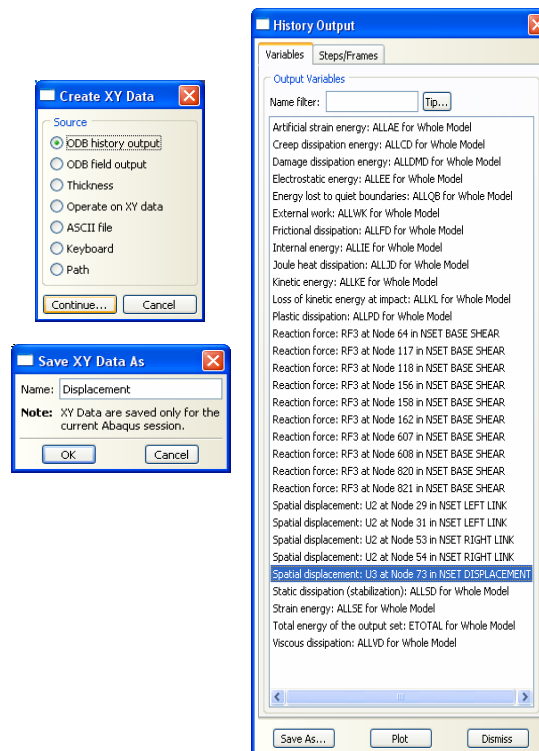 Create XY Data
Source
ODB history output
ODB field output
Thickness
Operate on XY data
ASCII file
Keyboard
Path
Continue...
Cancel
Save XY Data As
Name: Displacement
Note: XY Data are saved only for the
current Abaqus session.
OK
Cancel
History Output
Variables
Steps/Frames
Output Variables
Name filter:
Tip...
Artificial strain energy: ALLAE for Whole Model
Creep dissipation energy: ALLCD for Whole Model
Damage dissipation energy: ALLDMD for Whole Model
Electrostatic energy: ALLEE for Whole Model
Energy lost to quiet boundaries: ALLQB for Whole Model
External work: ALLWK for Whole Model
Frictional dissipation: ALLFD for Whole Model
Internal energy: ALLIE for Whole Model
Joule heat dissipation: ALLJD for Whole Model
Kinetic energy: ALLKE for Whole Model
Loss of kinetic energy at impact: ALLKL for Whole Model
Plastic dissipation: ALLPD for Whole Model
Reaction force: RF3 at Node 64 in NSET BASE SHEAR
Reaction force: RF3 at Node 117 in NSET BASE SHEAR
Reaction force: RF3 at Node 118 in NSET BASE SHEAR
Reaction force: RF3 at Node 156 in NSET BASE SHEAR
Reaction force: RF3 at Node 158 in NSET BASE SHEAR
Reaction force: RF3 at Node 162 in NSET BASE SHEAR
Reaction force: RF3 at Node 607 in NSET BASE SHEAR
Reaction force: RF3 at Node 608 in NSET BASE SHEAR
Reaction force: RF3 at Node 820 in NSET BASE SHEAR
Reaction force: RF3 at Node 821 in NSET BASE SHEAR
Spatial displacement: U2 at Node 29 in NSET LEFT LINK
Spatial displacement: U2 at Node 31 in NSET LEFT LINK
Spatial displacement: U2 at Node 53 in NSET RIGHT LINK
Spatial displacement: U2 at Node 54 in NSET RIGHT LINK
Spatial displacement: U3 at Node 73 in NSET DISPLACEMENT
Static dissipation (stabilization): ALLSD for Whole Model
Strain energy: ALLSE for Whole Model
Total energy of the output set: ETOTAL for Whole Model
Viscous dissipation: ALLVD for Whole Model
Save As...
Plot
Dismiss